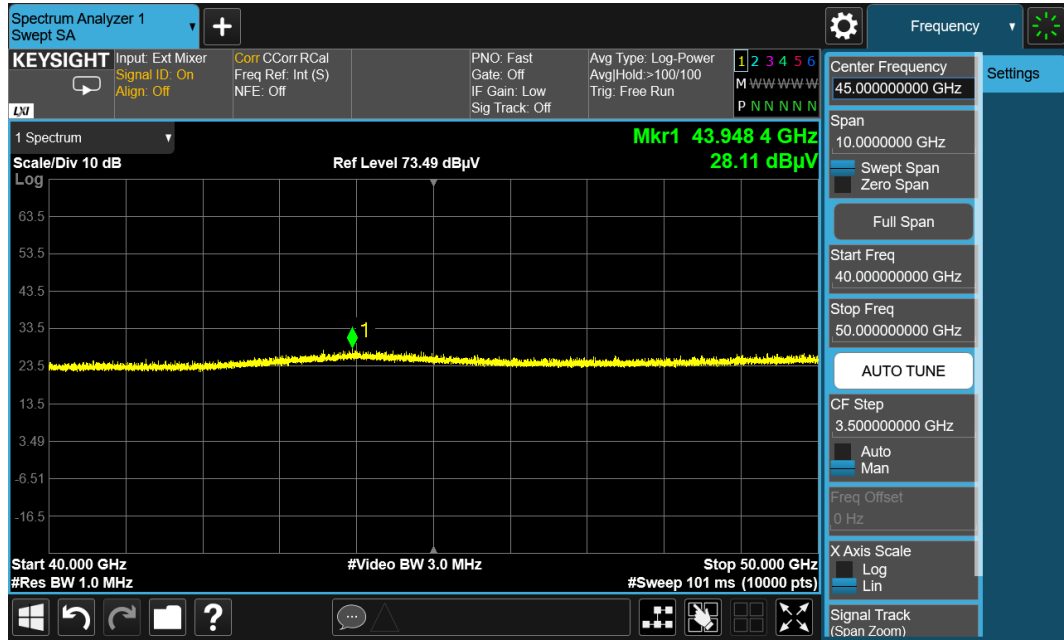 Spectrum Analyzer 1
Swept SA
Frequency
KEYSIGHT
LXI
Input: Ext Mixer
Signal ID: On
Align: Off
Corr CCorr RCal
Freq Ref: Int (S)
NFE: Off
PNO: Fast
Gate: Off
IF Gain: Low
Sig Track: Off
Avg Type: Log-Power
Avg|Hold:>100/100
Trig: Free Run
1 2 3 4 5 6
M W W W W W
P N N N N N
1 Spectrum
Scale/Div 10 dB
Ref Level 73.49 dBµV
Mkr1 43.948 4 GHz
28.11 dBµV
Log
63.5
53.5
43.5
33.5
23.5
13.5
3.49
-6.51
-16.5
1
Start 40.000 GHz
#Video BW 3.0 MHz
Stop 50.000 GHz
#Res BW 1.0 MHz
#Sweep 101 ms (10000 pts)
Center Frequency
45.000000000 GHz
Settings
Span
10.0000000 GHz
Swept Span
Zero Span
Full Span
Start Freq
40.000000000 GHz
Stop Freq
50.000000000 GHz
AUTO TUNE
CF Step
3.500000000 GHz
Auto
Man
Freq Offset
0 Hz
X Axis Scale
Log
Lin
Signal Track
(Span Zoom)
?